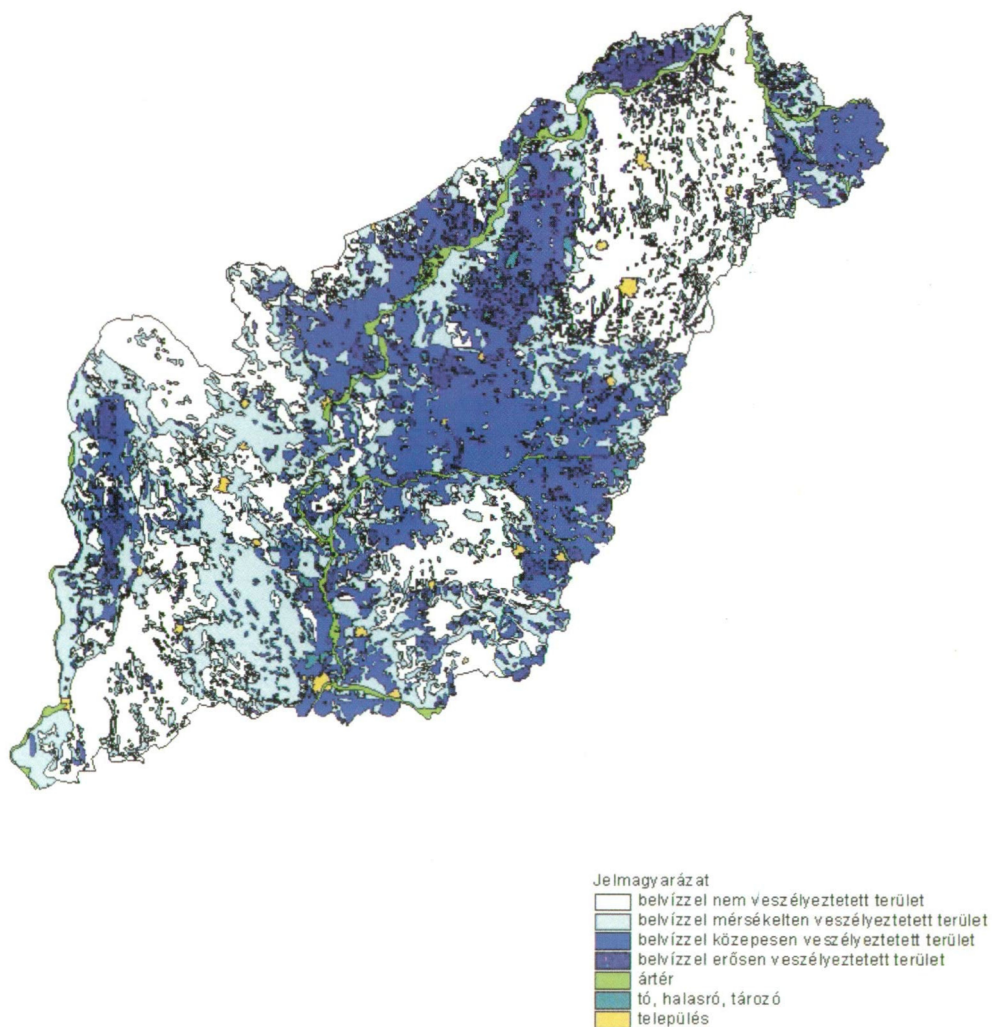 Jelmagyarázat
belvízzel nem veszélyeztetett terület
belvízzel mérsékelten veszélyeztetett terület
belvízzel közepesen veszélyeztetett terület
belvízzel erősen veszélyeztetett terület
ártér
tó, halasró, tározó
település